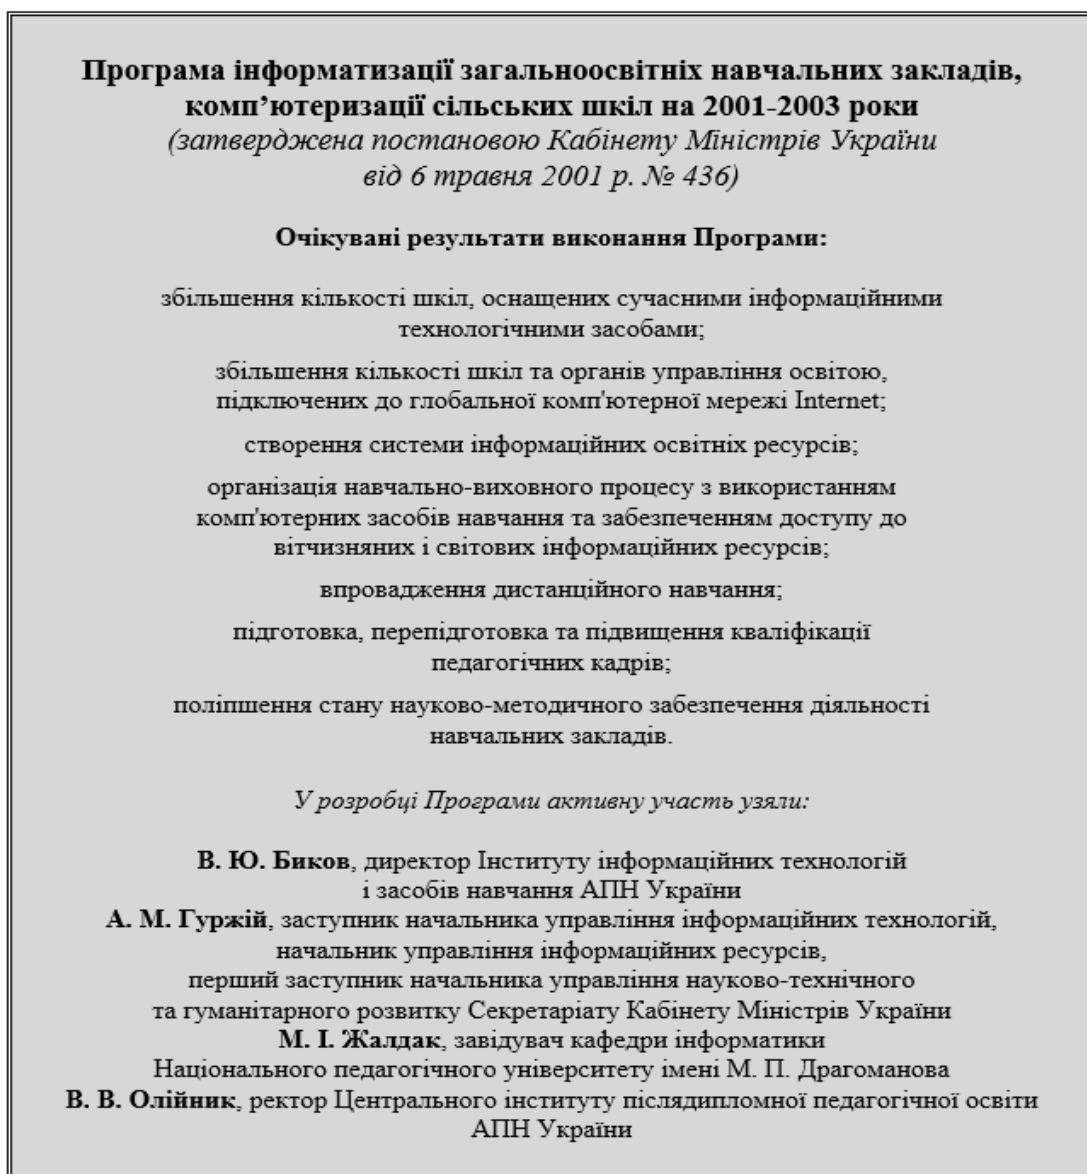 Програма інформатизації загальноосвітніх навчальних закладів,
комп’ютеризації сільських шкіл на 2001-2003 роки
(затверджена постановою Кабінету Міністрів України
від 6 травня 2001 р. № 436)
Очікувані результати виконання Програми:
збільшення кількості шкіл, оснащених сучасними інформаційними
технологічними засобами;
збільшення кількості шкіл та органів управління освітою,
підключених до глобальної комп'ютерної мережі Internet;
створення системи інформаційних освітніх ресурсів;
організація навчально-виховного процесу з використанням
комп'ютерних засобів навчання та забезпеченням доступу до
вітчизняних і світових інформаційних ресурсів;
впровадження дистанційного навчання;
підготовка, перепідготовка та підвищення кваліфікації
педагогічних кадрів;
поліпшення стану науково-методичного забезпечення діяльності
навчальних закладів.
У розробці Програми активну участь узяли:
В. Ю. Биков, директор Інституту інформаційних технологій
і засобів навчання АПН України
А. М. Гуржій, заступник начальника управління інформаційних технологій,
начальник управління інформаційних ресурсів,
перший заступник начальника управління науково-технічного
та гуманітарного розвитку Секретаріату Кабінету Міністрів України
М. І. Жалдак, завідувач кафедри інформатики
Національного педагогічного університету імені М. П. Драгоманова
В. В. Олійник, ректор Центрального інституту післядипломної педагогічної освіти
АПН України